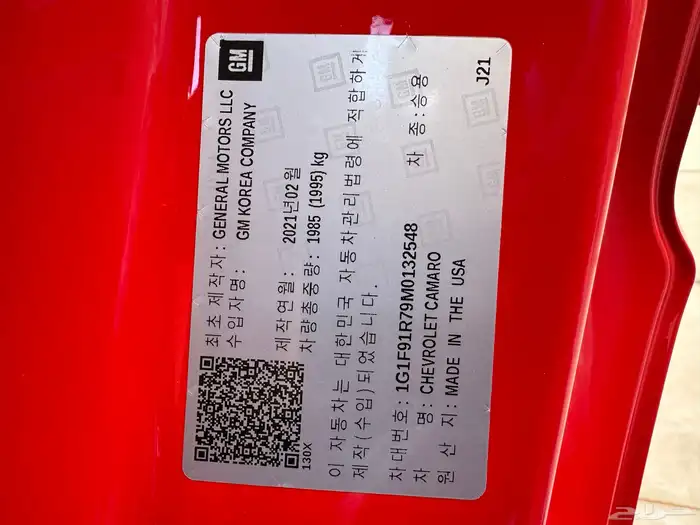 GM
최초 제작자: GENERAL MOTORS LLC
수입자명: GM KOREA COMPANY
제작연월: 2021년02월
차량총중량: 1985 (1995) kg
130X
이 자동차는 대한민국 자동차관리법령에 적합하게
제작(수입)되었습니다.
차대번호: 1G1F91R79M0132548 차 종: 승용
차 명: CHEVROLET CAMARO
원 산 지: MADE IN THE USA
J21
حراج